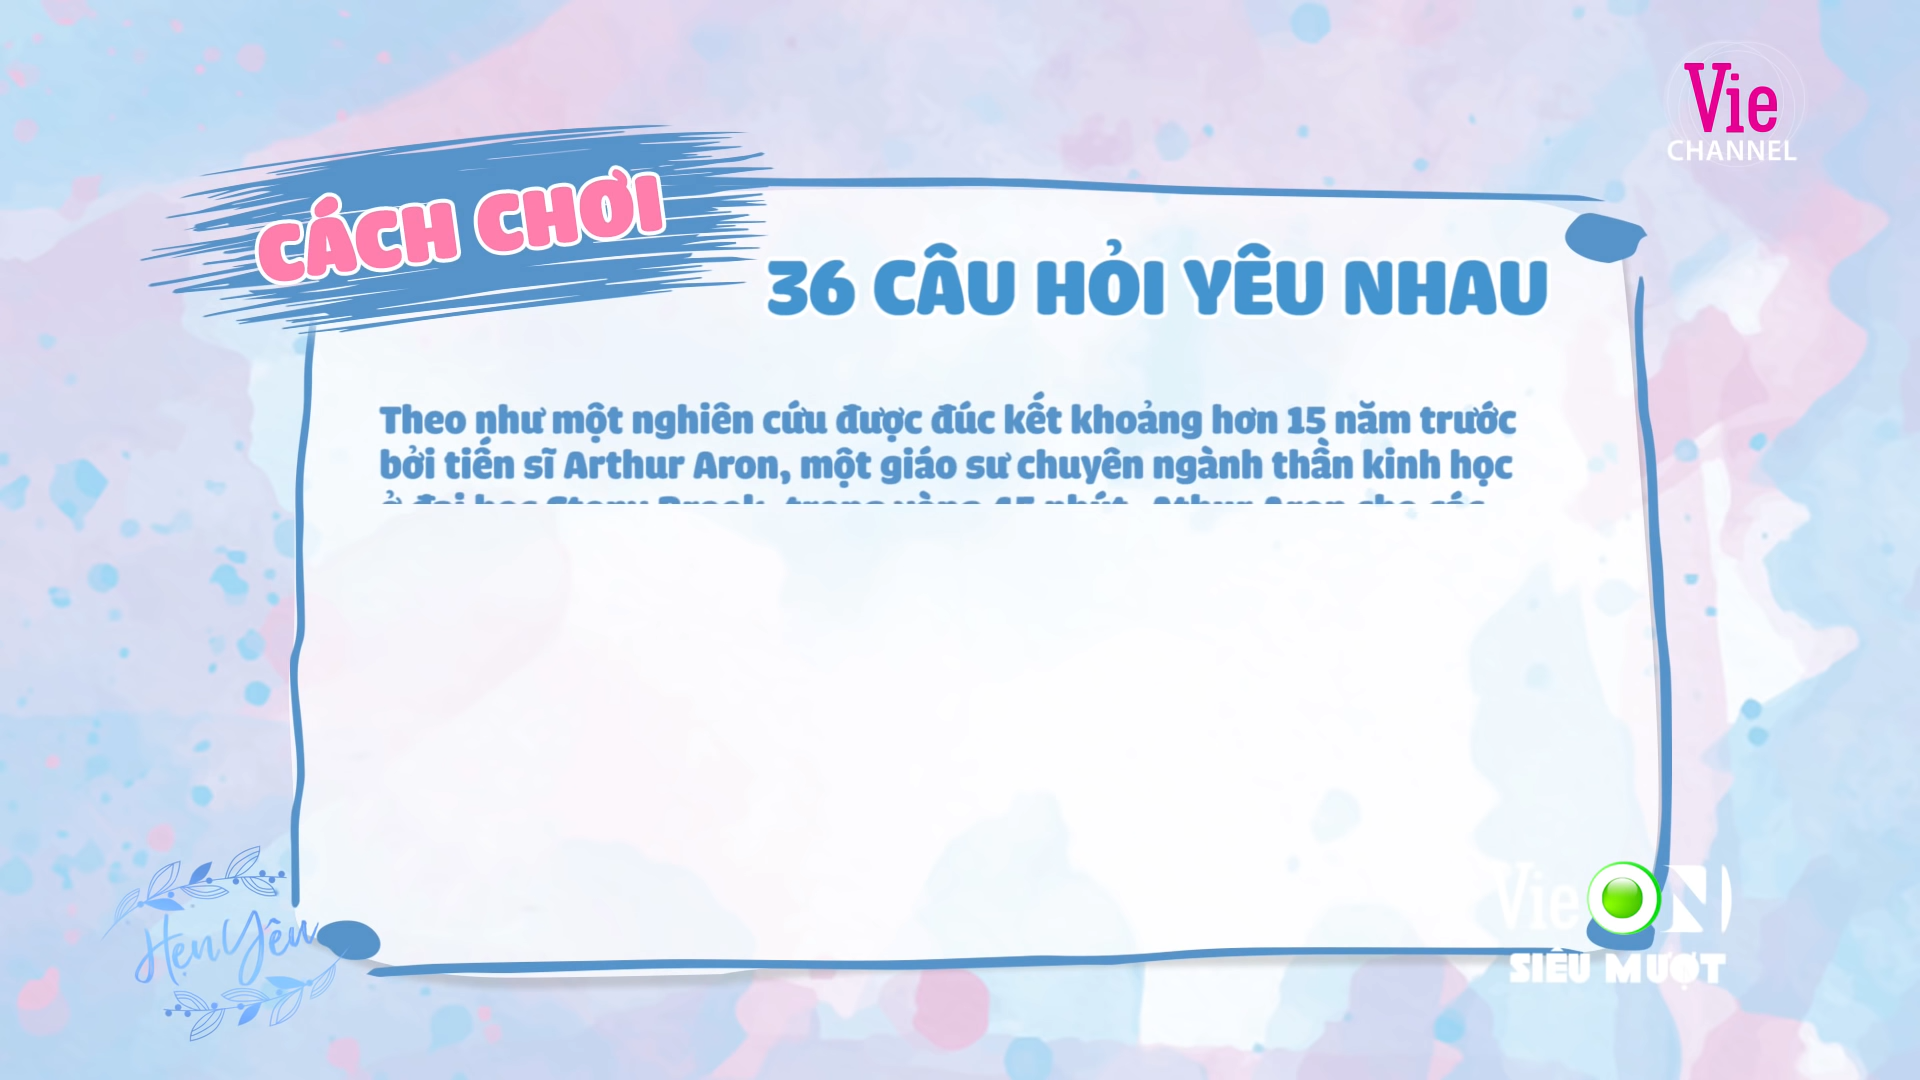 Vie
CHANNEL
CÁCH CHƠI
36 CÂU HỎI YÊU NHAU
Theo như một nghiên cứu được đúc kết khoảng hơn 15 năm trước
bởi tiến sĩ Arthur Aron, một giáo sư chuyên ngành thần kinh học
Hẹn Yêu
VieON
SIÊU MƯỢT